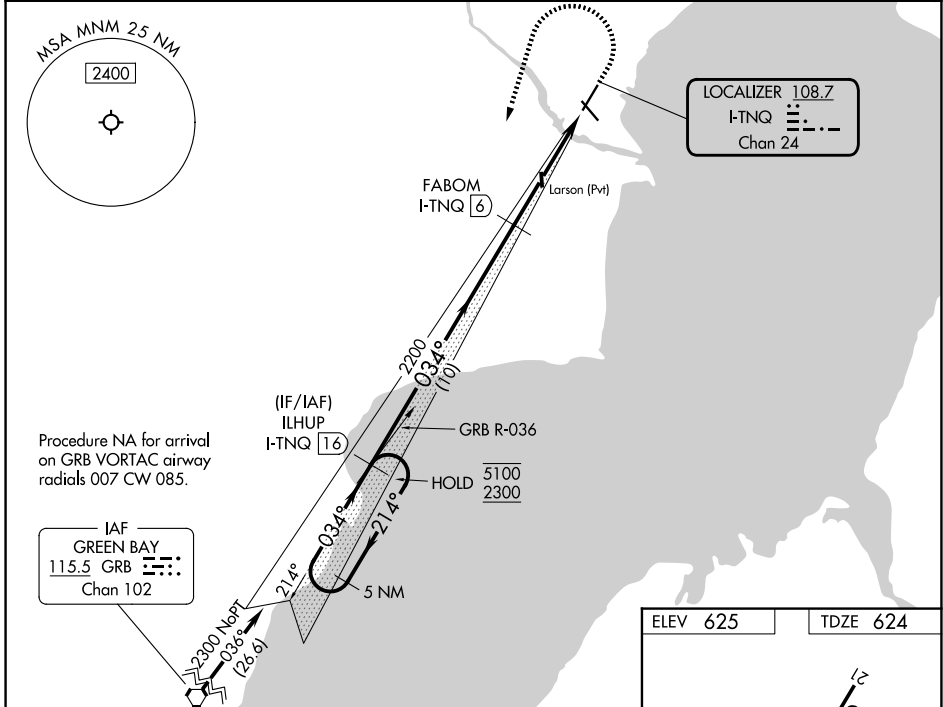 MSA MNM 25 NM
2400
LOCALIZER 108.7
I-TNQ
Chan 24
FABOM
I-TNQ 6
Larson (Pvt)
2200
034°
(10)
(IF/IAF)
ILHUP
I-TNQ 16
GRB R-036
HOLD 5100
2300
Procedure NA for arrival
on GRB VORTAC airway
radials 007 CW 085.
034°
214°
214°
5 NM
IAF
GREEN BAY
115.5 GRB
Chan 102
2300 NoPT
036°
(26.6)
ELEV 625
TDZE 624
21